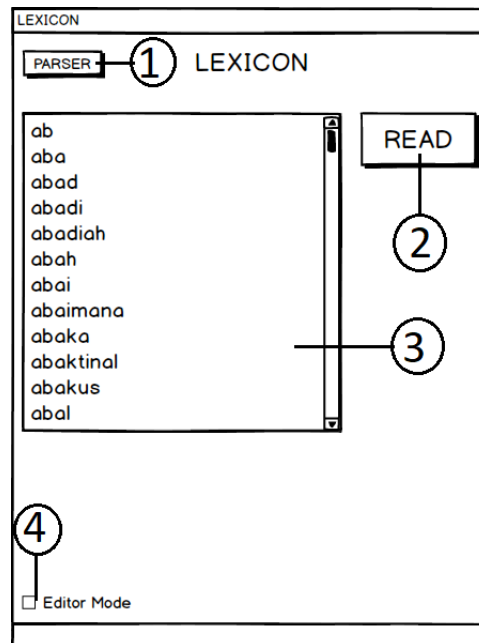 LEXICON
PARSER 1 LEXICON
ab
aba
abad
abadi
abadiah
abah
abai
abaimana
abaka
abaktinal
abakus
abal
READ
2
3
4
Editor Mode